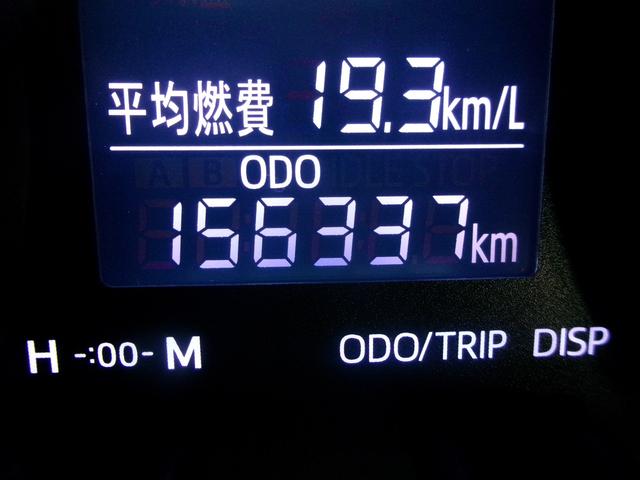 平均燃費 19.3km/L
ODO
156337km
H -:00- M ODO/TRIP DISP